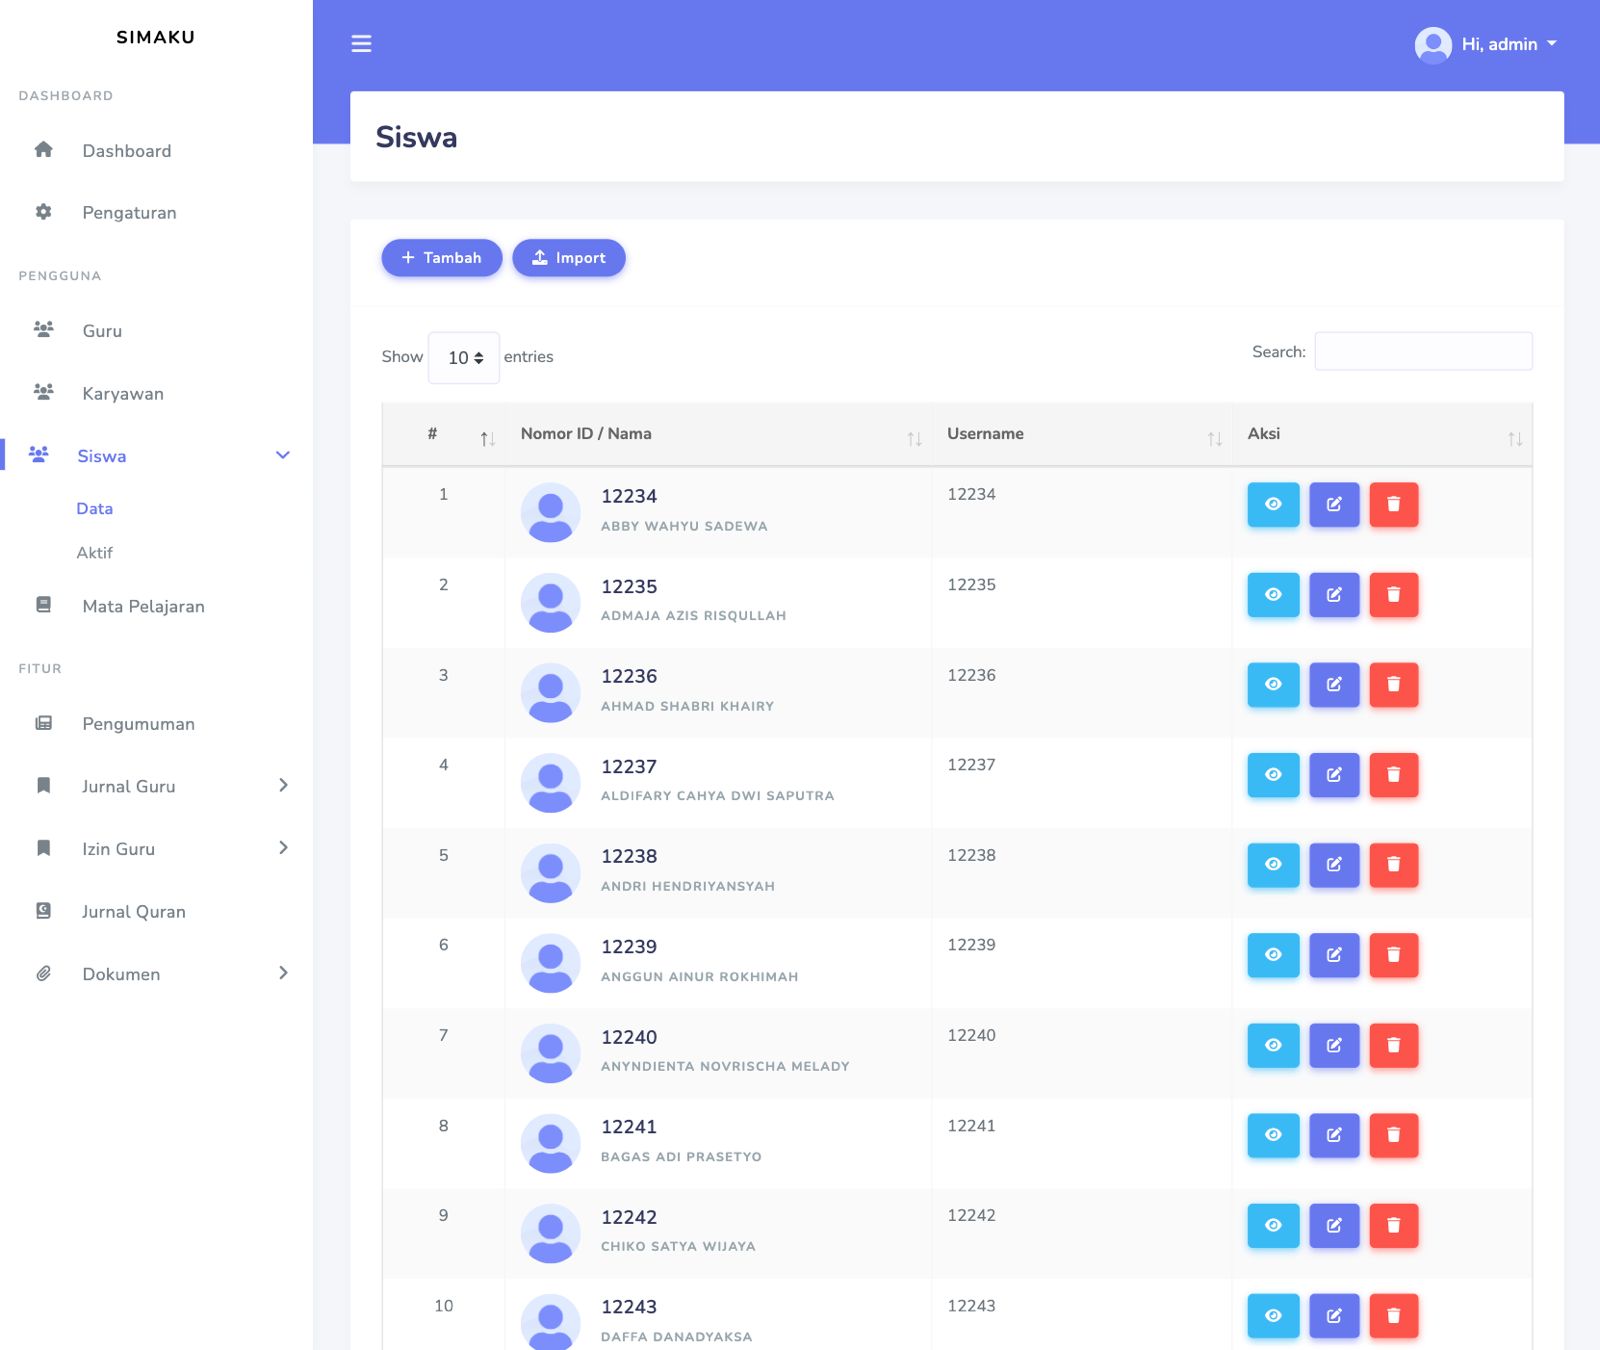 SIMAKU
Hi, admin
DASHBOARD
Dashboard
Pengaturan
PENGGUNA
Guru
Karyawan
Siswa
Data
Aktif
Mata Pelajaran
FITUR
Pengumuman
Jurnal Guru
Izin Guru
Jurnal Quran
Dokumen
Siswa
Tambah Import
Show 10 entries Search:
# Nomor ID / Nama Username Aksi
1 12234 12234
ABBY WAHYU SADEWA
2 12235 12235
ADMAJA AZIS RISQULLAH
3 12236 12236
AHMAD SHABRI KHAIRY
4 12237 12237
ALDIFARY CAHYA DWI SAPUTRA
5 12238 12238
ANDRI HENDRIYANSYAH
6 12239 12239
ANGGUN AINUR ROKHIMAH
7 12240 12240
ANYNDIENTA NOVRISCHA MELADY
8 12241 12241
BAGAS ADI PRASETYO
9 12242 12242
CHIKO SATYA WIJAYA
10 12243 12243
DAFFA DANADYAKSA